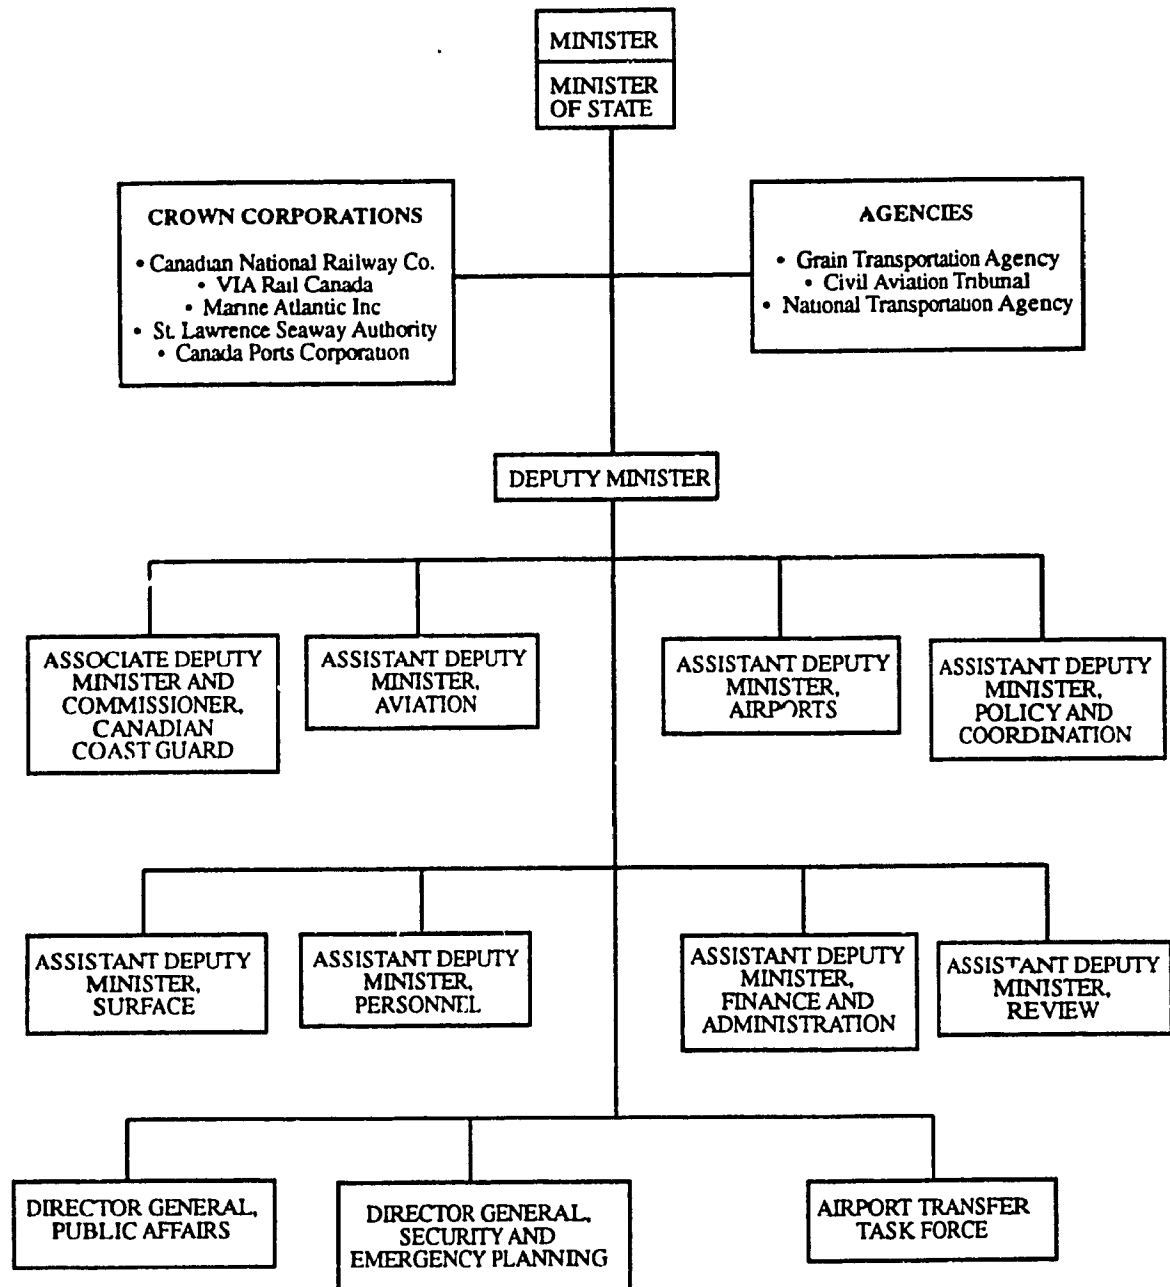 MINISTER
MINISTER
OF STATE
CROWN CORPORATIONS
• Canadian National Railway Co.
• VIA Rail Canada
• Marine Atlantic Inc
• St. Lawrence Seaway Authority
• Canada Ports Corporation
AGENCIES
• Grain Transportation Agency
• Civil Aviation Tribunal
• National Transportation Agency
DEPUTY MINISTER
ASSOCIATE DEPUTY
MINISTER AND
COMMISSIONER,
CANADIAN
COAST GUARD
ASSISTANT DEPUTY
MINISTER,
AVIATION
ASSISTANT DEPUTY
MINISTER,
AIRPORTS
ASSISTANT DEPUTY
MINISTER,
POLICY AND
COORDINATION
ASSISTANT DEPUTY
MINISTER,
SURFACE
ASSISTANT DEPUTY
MINISTER,
PERSONNEL
ASSISTANT DEPUTY
MINISTER,
FINANCE AND
ADMINISTRATION
ASSISTANT DEPUTY
MINISTER,
REVIEW
DIRECTOR GENERAL,
PUBLIC AFFAIRS
DIRECTOR GENERAL,
SECURITY AND
EMERGENCY PLANNING
AIRPORT TRANSFER
TASK FORCE